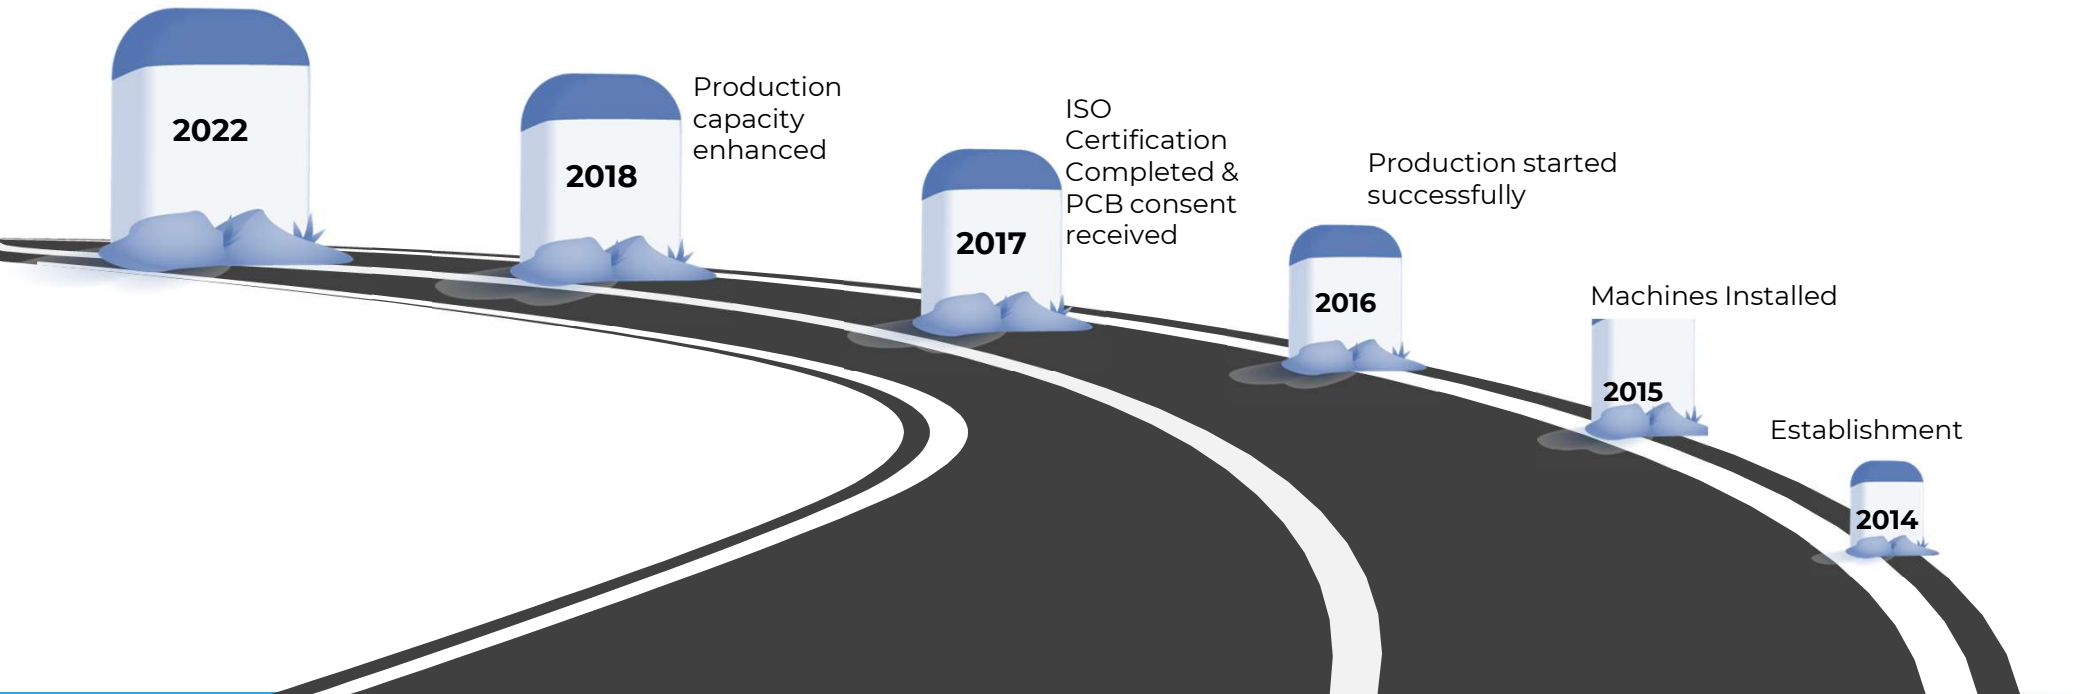 2022
2018
Production
capacity
enhanced
2017
ISO
Certification
Completed &
PCB consent
received
2016
Production started
successfully
Machines Installed
2015
Establishment
2014